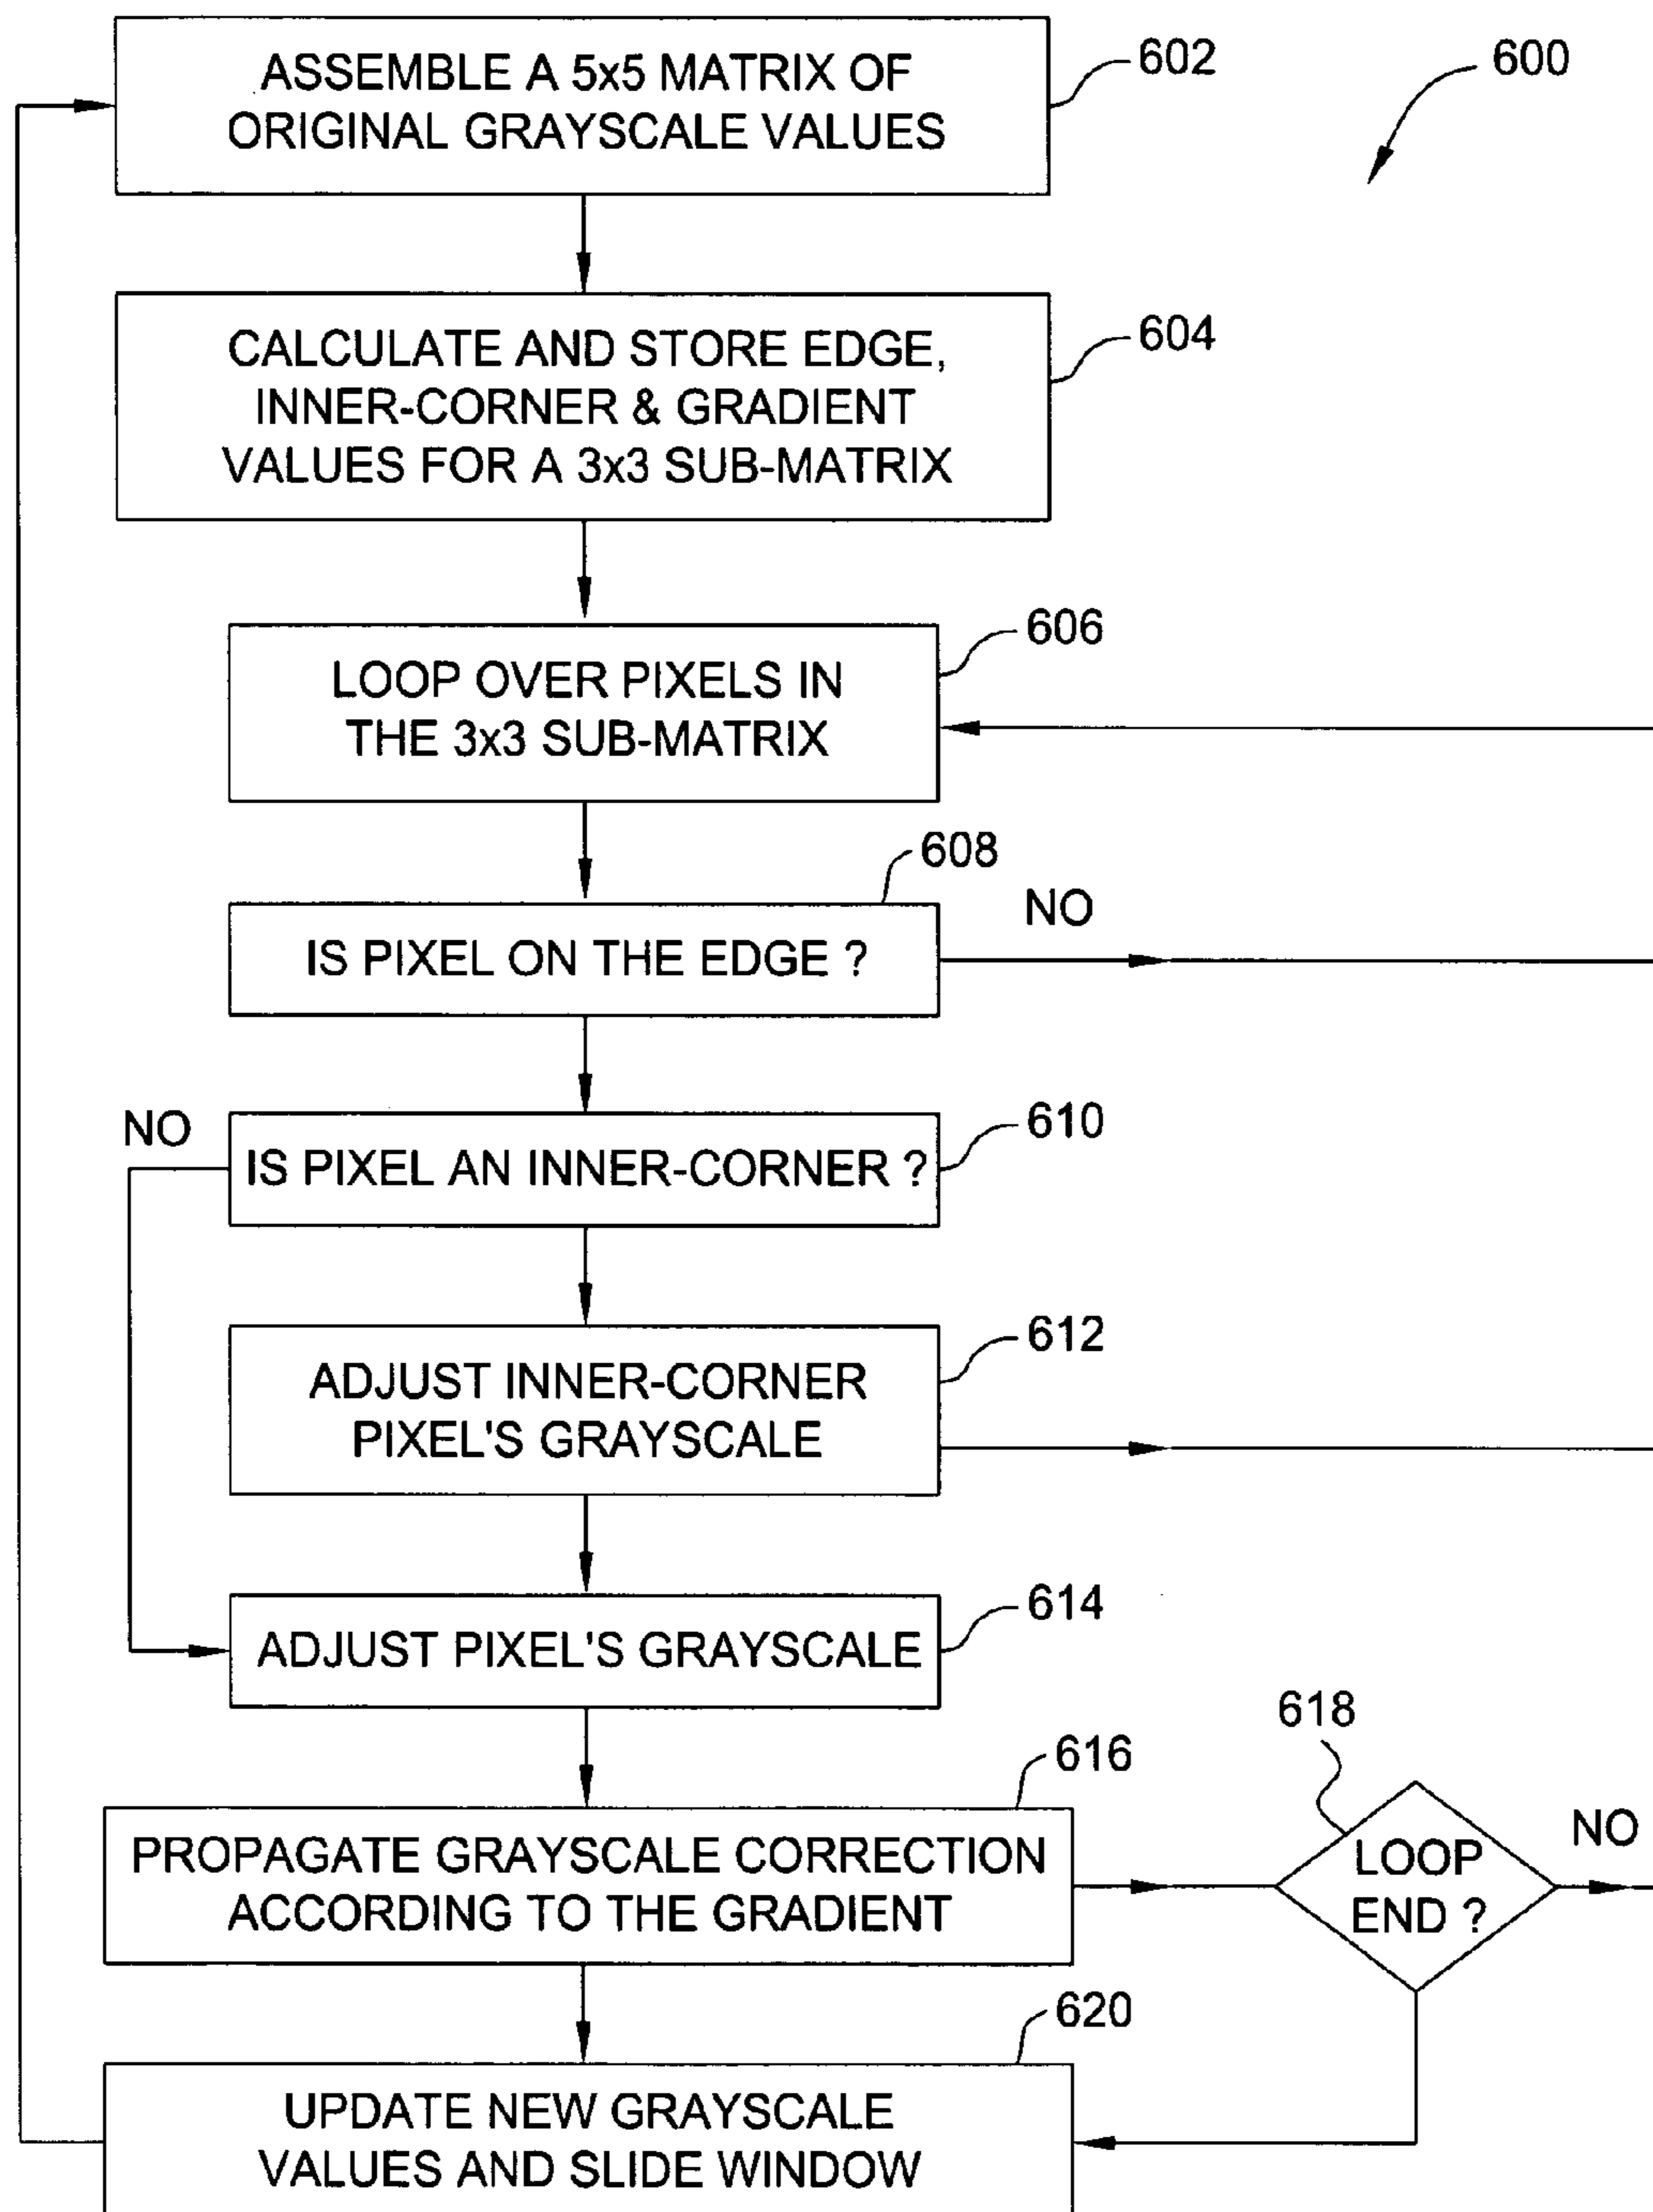 ASSEMBLE A 5x5 MATRIX OF
ORIGINAL GRAYSCALE VALUES
602
600
CALCULATE AND STORE EDGE,
INNER-CORNER & GRADIENT
VALUES FOR A 3x3 SUB-MATRIX
604
LOOP OVER PIXELS IN
THE 3x3 SUB-MATRIX
606
608
IS PIXEL ON THE EDGE ?
NO
NO
IS PIXEL AN INNER-CORNER ?
610
ADJUST INNER-CORNER
PIXEL'S GRAYSCALE
612
ADJUST PIXEL'S GRAYSCALE
614
616
618
PROPAGATE GRAYSCALE CORRECTION
ACCORDING TO THE GRADIENT
LOOP
END ?
NO
620
UPDATE NEW GRAYSCALE
VALUES AND SLIDE WINDOW